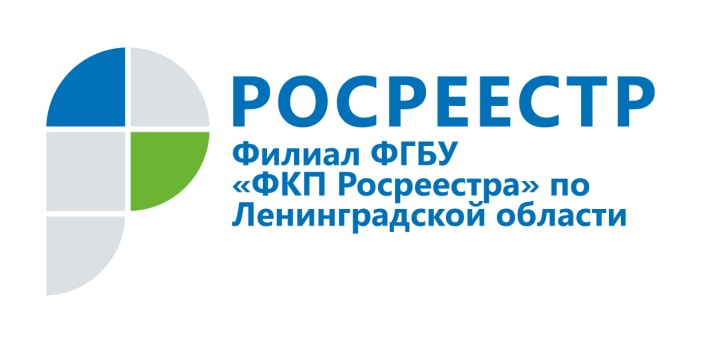 РОСРЕЕСТР
Филиал ФГБУ
«ФКП Росреестра» по
Ленинградской области